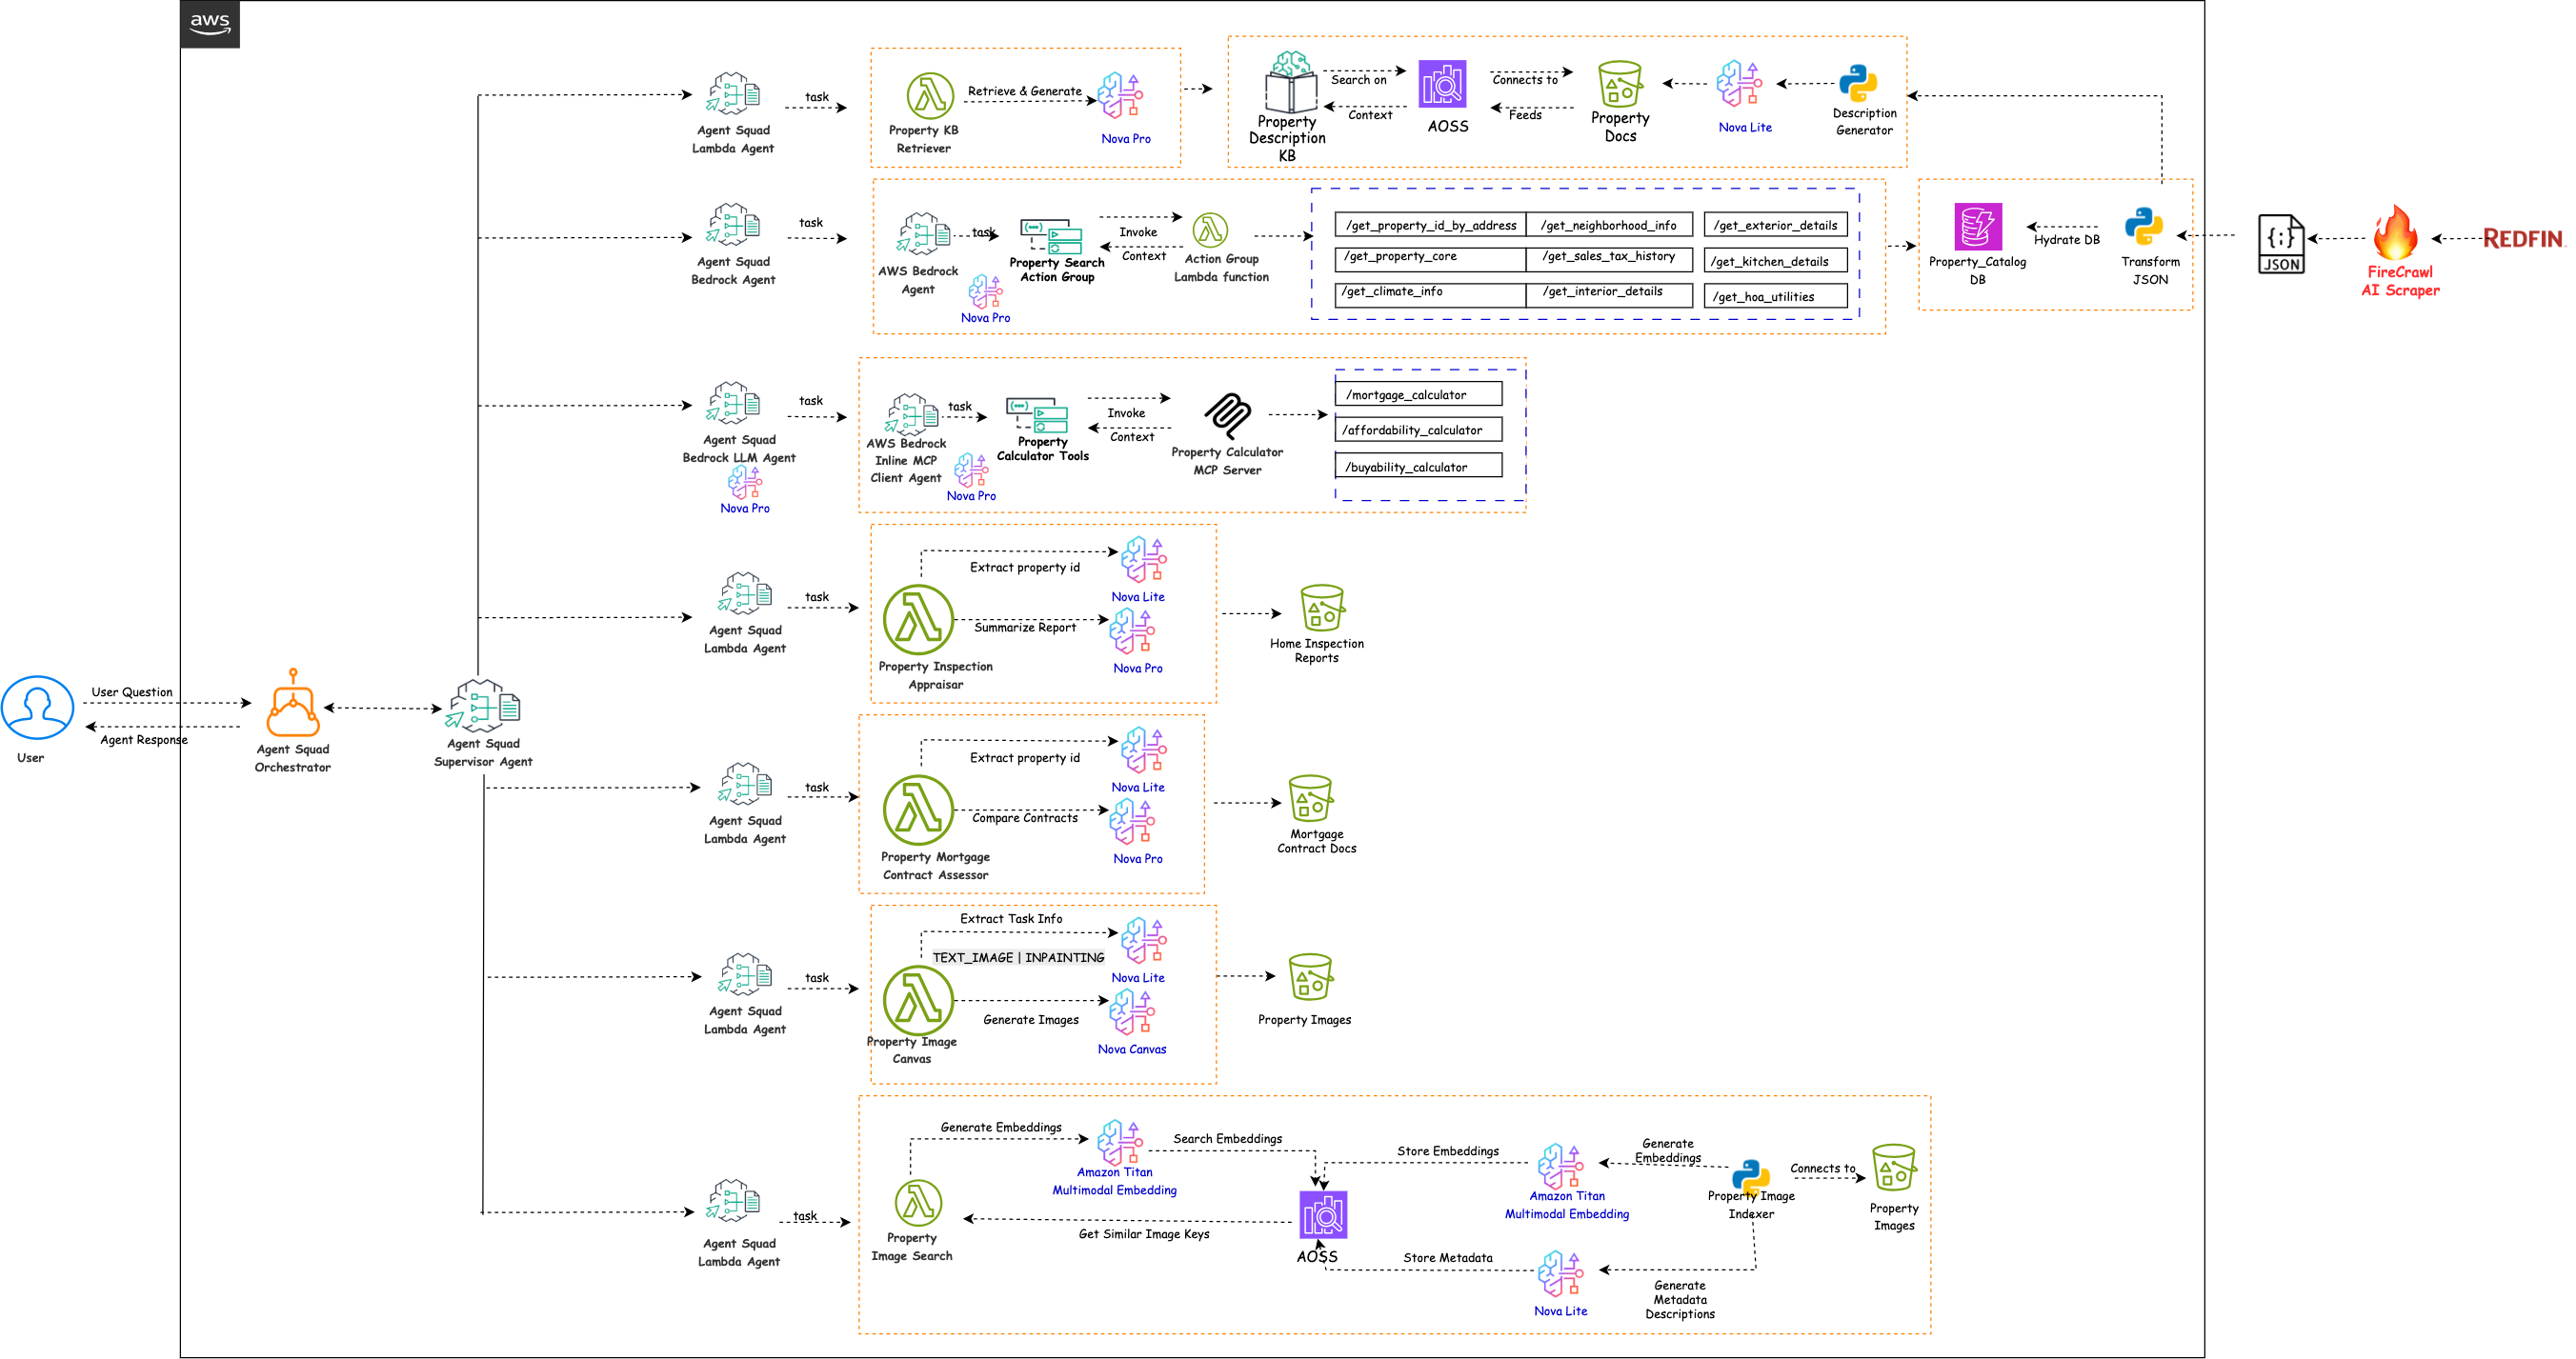 aws
Agent Squad
Lambda Agent
task
Property KB
Retriever
Retrieve & Generate
Nova Pro
Property
Description
KB
Search on
Context
AOSS
Connects to
Feeds
Property
Docs
Nova Lite
Description
Generator
Agent Squad
Bedrock Agent
task
AWS Bedrock
Agent
task
Nova Pro
Property Search
Action Group
Invoke
Context
Action Group
Lambda function
/get_property_id_by_address
/get_neighborhood_info
/get_exterior_details
/get_property_core
/get_sales_tax_history
/get_kitchen_details
/get_climate_info
/get_interior_details
/get_hoa_utilities
Property_Catalog
DB
Hydrate DB
Transform
JSON
JSON
FireCrawl
AI Scraper
REDFIN
Agent Squad
Bedrock LLM Agent
Nova Pro
task
AWS Bedrock
Inline MCP
Client Agent
task
Nova Pro
Property
Calculator Tools
Invoke
Context
Property Calculator
MCP Server
/mortgage_calculator
/affordability_calculator
/buyability_calculator
Agent Squad
Lambda Agent
task
Extract property id
Nova Lite
Summarize Report
Nova Pro
Property Inspection
Appraisar
Home Inspection
Reports
User
User Question
Agent Response
Agent Squad
Orchestrator
Agent Squad
Supervisor Agent
Agent Squad
Lambda Agent
task
Extract property id
Nova Lite
Compare Contracts
Nova Pro
Property Mortgage
Contract Assessor
Mortgage
Contract Docs
Agent Squad
Lambda Agent
task
Extract Task Info
TEXT_IMAGE | INPAINTING
Nova Lite
Generate Images
Nova Canvas
Property Image
Canvas
Property Images
Agent Squad
Lambda Agent
task
Property
Image Search
Generate Embeddings
Amazon Titan
Multimodal Embedding
Search Embeddings
Get Similar Image Keys
AOSS
Store Embeddings
Store Metadata
Amazon Titan
Multimodal Embedding
Nova Lite
Generate
Embeddings
Property Image
Indexer
Generate
Metadata
Descriptions
Connects to
Property
Images